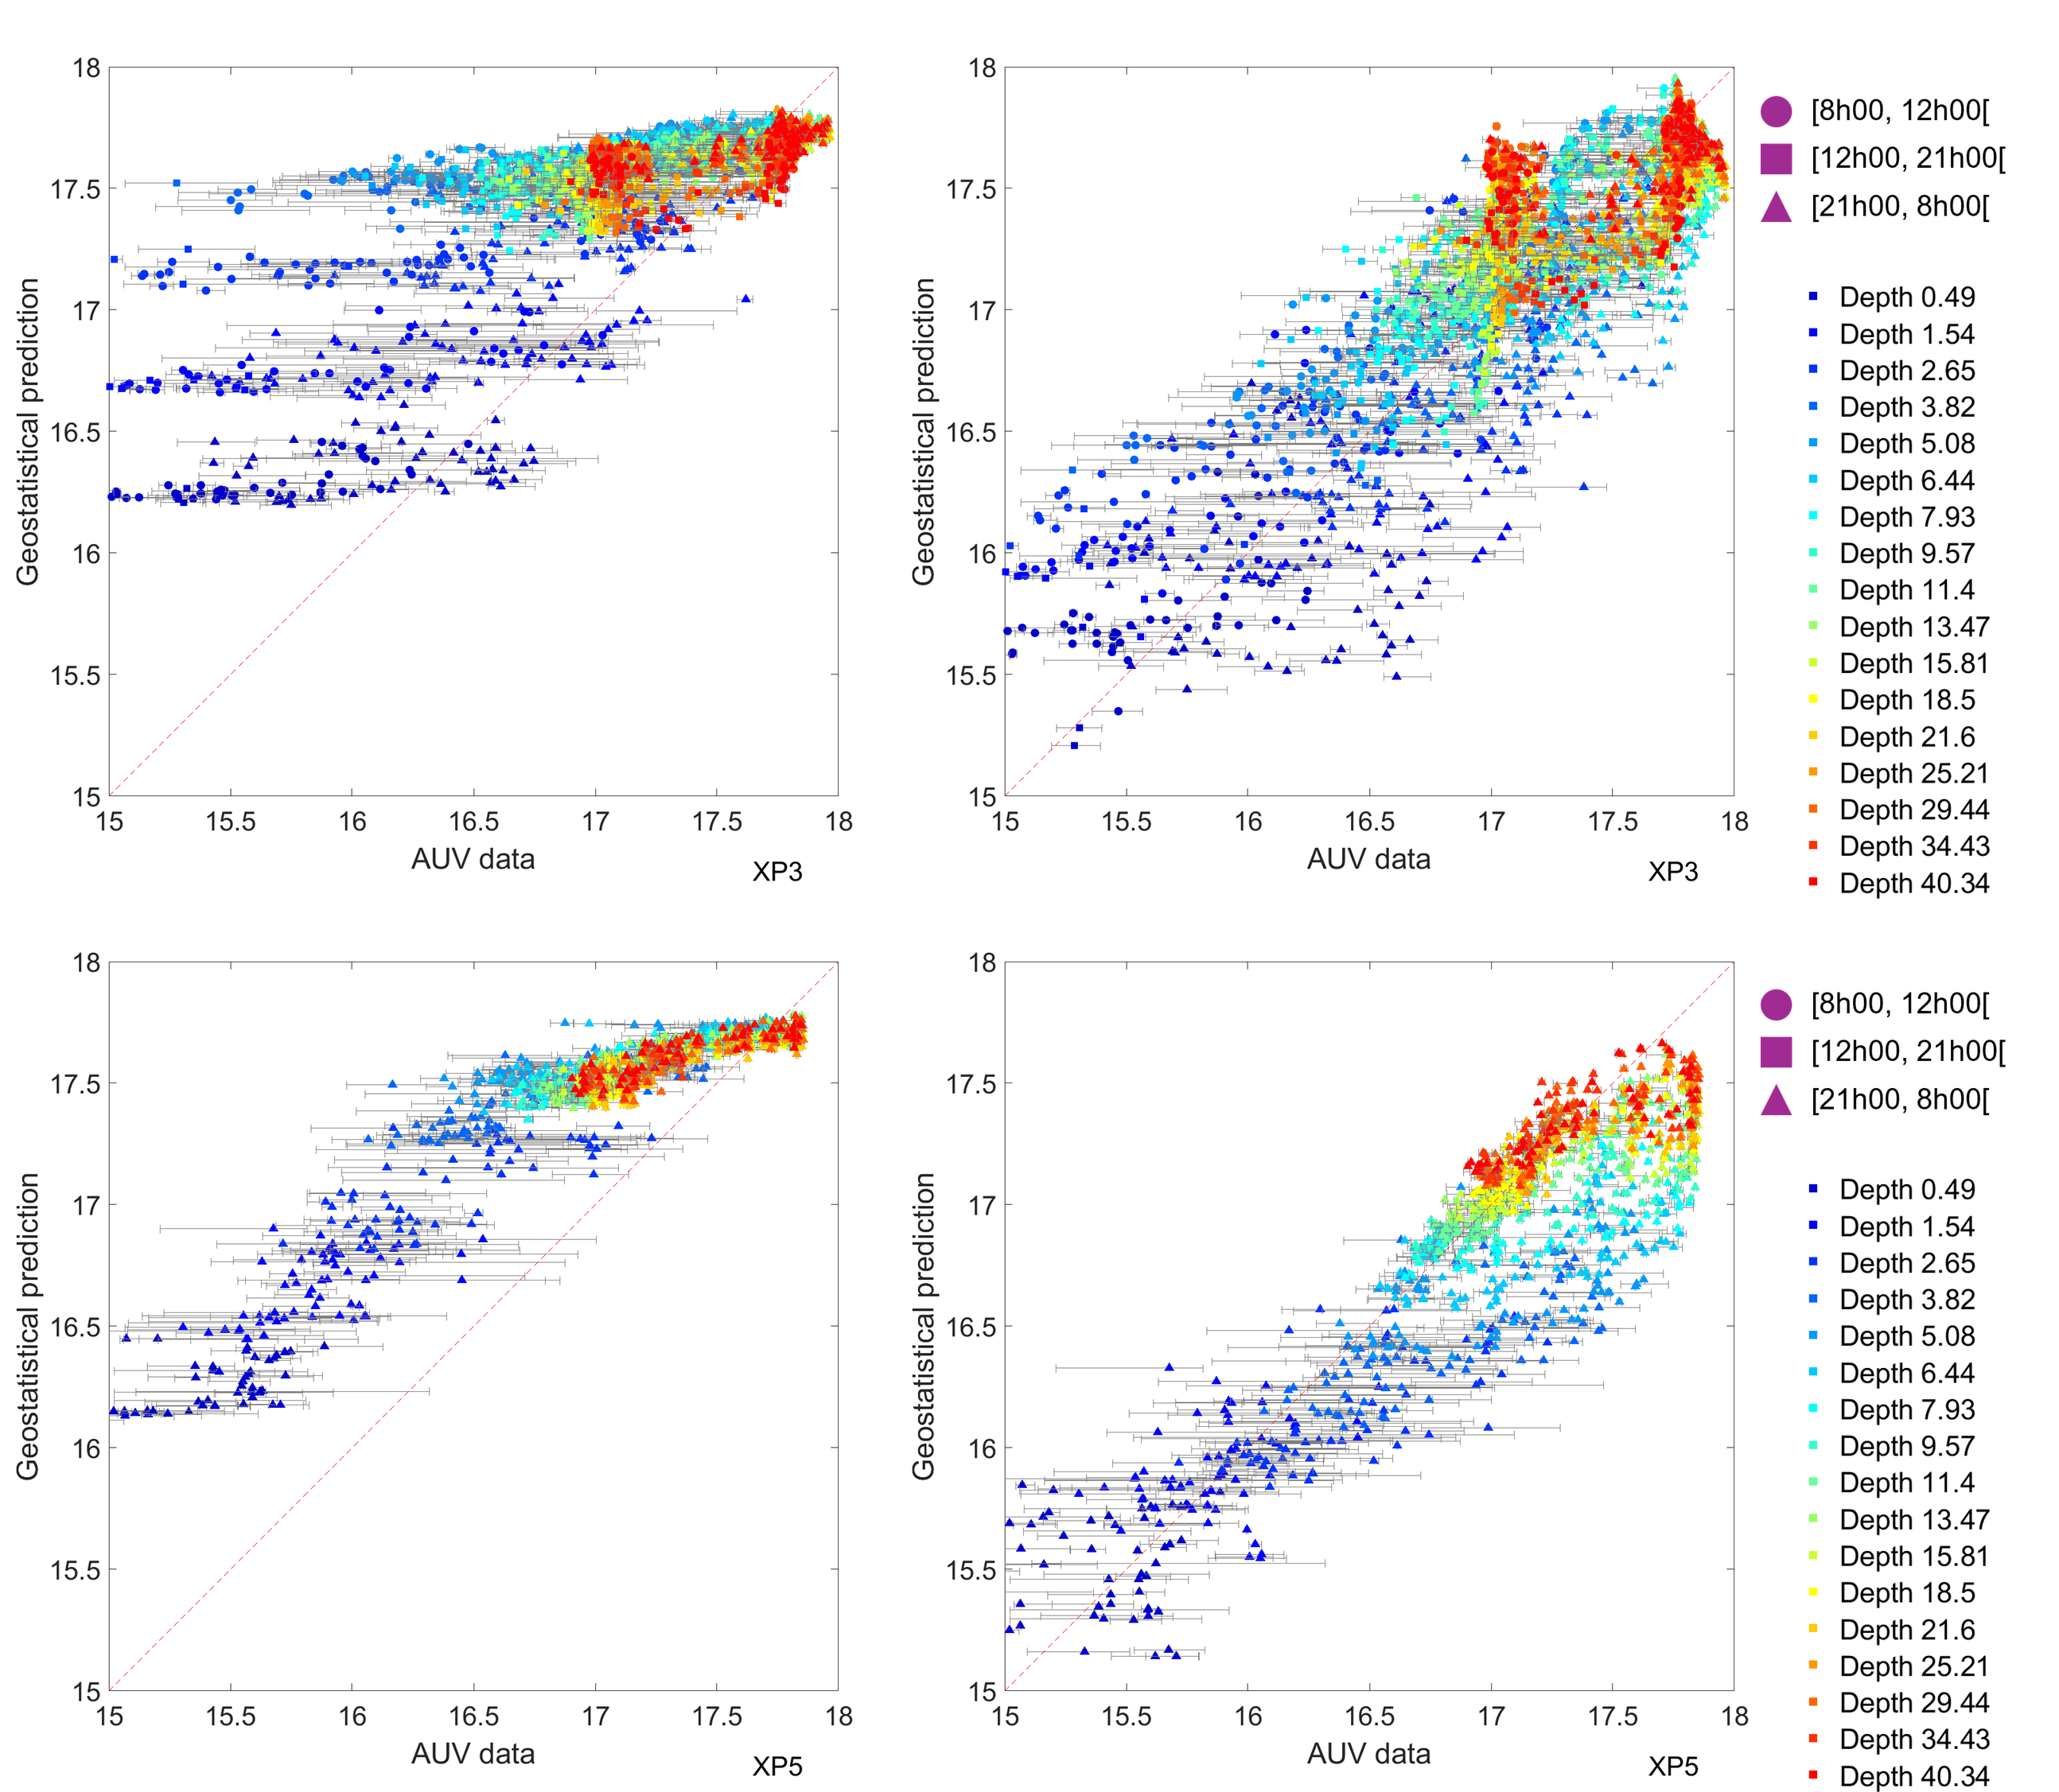 18
17.5
17
16.5
16
15.5
15
Geostatistical prediction
15 15.5 16 16.5 17 17.5 18
AUV data
XP3
18
17.5
17
16.5
16
15.5
15
Geostatistical prediction
15 15.5 16 16.5 17 17.5 18
AUV data
XP3
[8h00, 12h00[
[12h00, 21h00[
[21h00, 8h00[
Depth 0.49
Depth 1.54
Depth 2.65
Depth 3.82
Depth 5.08
Depth 6.44
Depth 7.93
Depth 9.57
Depth 11.4
Depth 13.47
Depth 15.81
Depth 18.5
Depth 21.6
Depth 25.21
Depth 29.44
Depth 34.43
Depth 40.34
18
17.5
17
16.5
16
15.5
15
Geostatistical prediction
15 15.5 16 16.5 17 17.5 18
AUV data
XP5
18
17.5
17
16.5
16
15.5
15
Geostatistical prediction
15 15.5 16 16.5 17 17.5 18
AUV data
XP5
[8h00, 12h00[
[12h00, 21h00[
[21h00, 8h00[
Depth 0.49
Depth 1.54
Depth 2.65
Depth 3.82
Depth 5.08
Depth 6.44
Depth 7.93
Depth 9.57
Depth 11.4
Depth 13.47
Depth 15.81
Depth 18.5
Depth 21.6
Depth 25.21
Depth 29.44
Depth 34.43
Depth 40.34